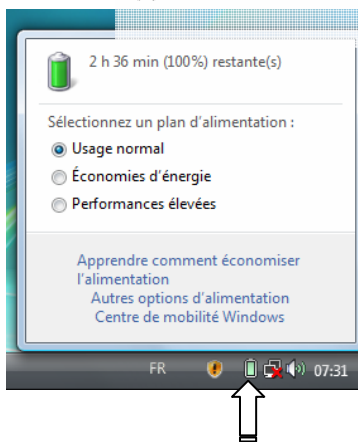 2 h 36 min (100%) restante(s)
Sélectionnez un plan d'alimentation :
Usage normal
Économies d'énergie
Performances élevées
Apprendre comment économiser
l'alimentation
Autres options d'alimentation
Centre de mobilité Windows
FR 07:31